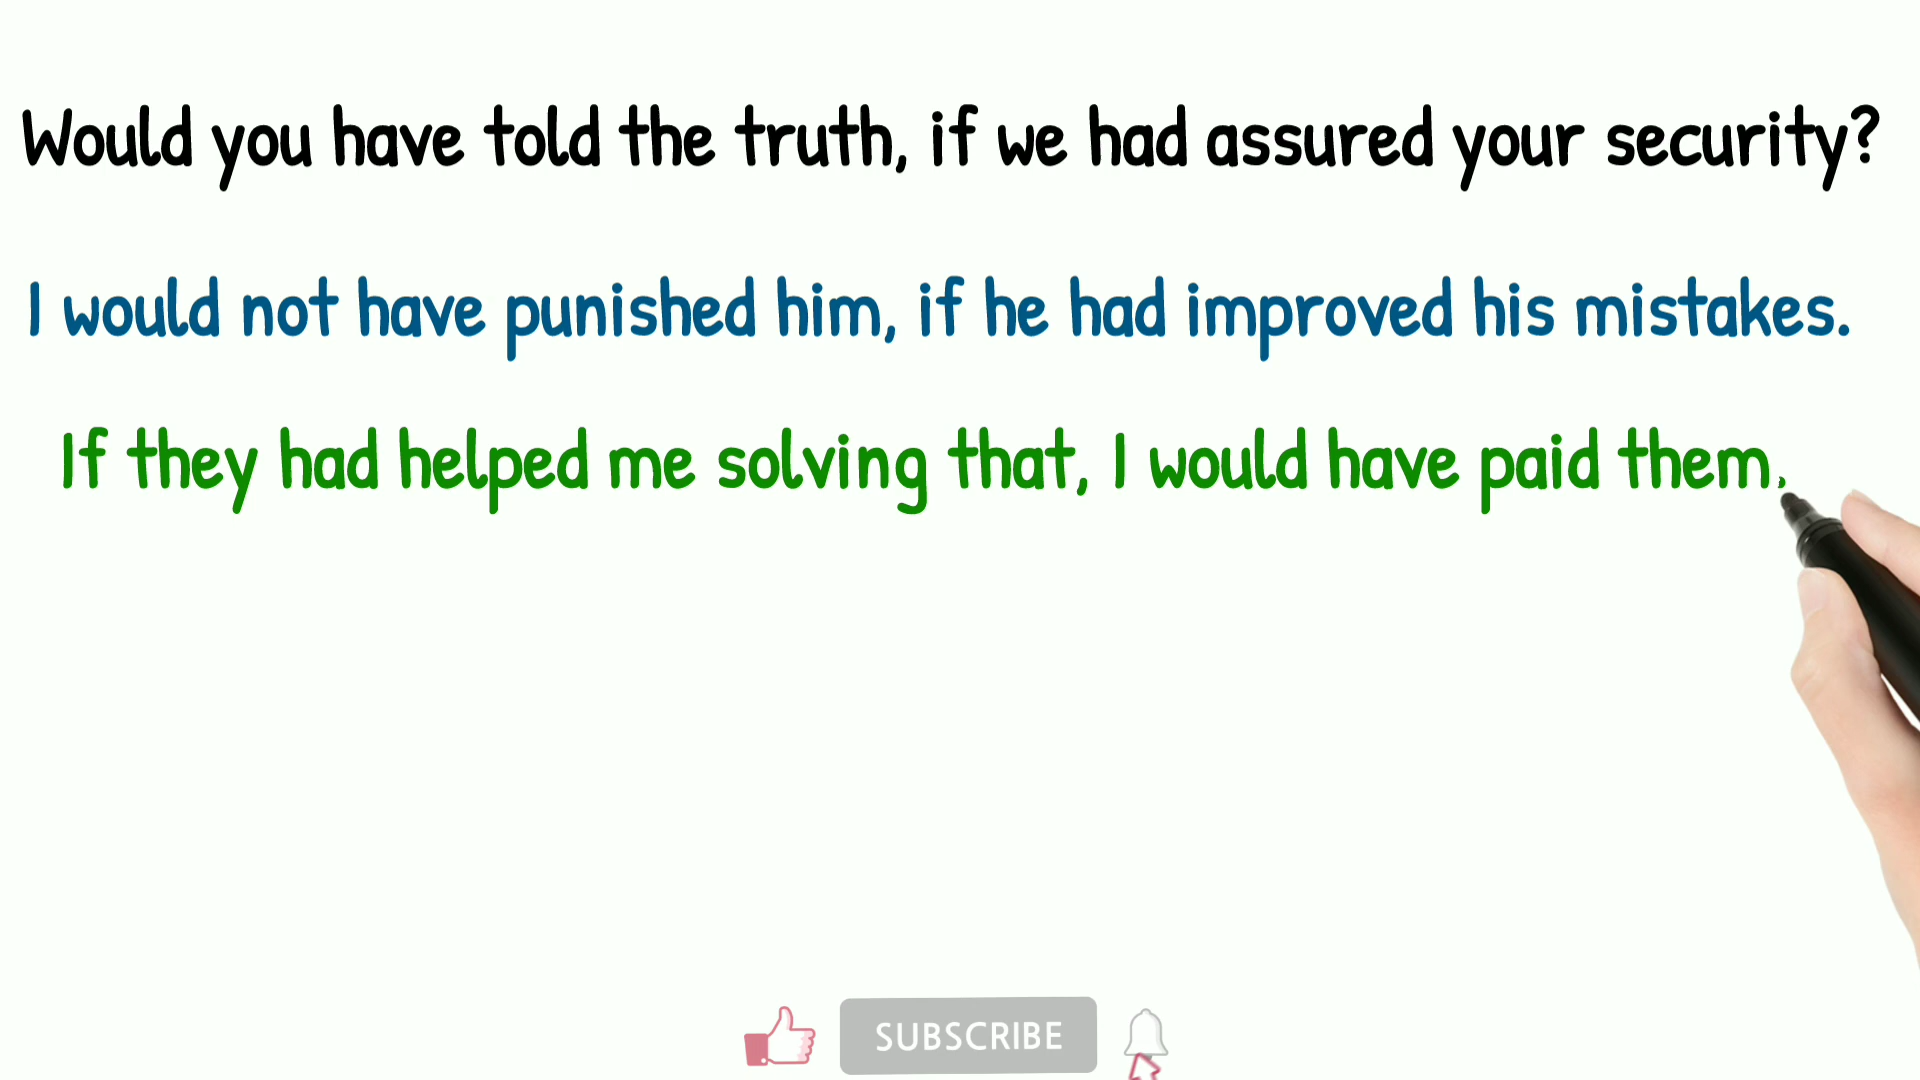 Would you have told the truth, if we had assured your security?
I would not have punished him, if he had improved his mistakes.
If they had helped me solving that, I would have paid them.
SUBSCRIBE